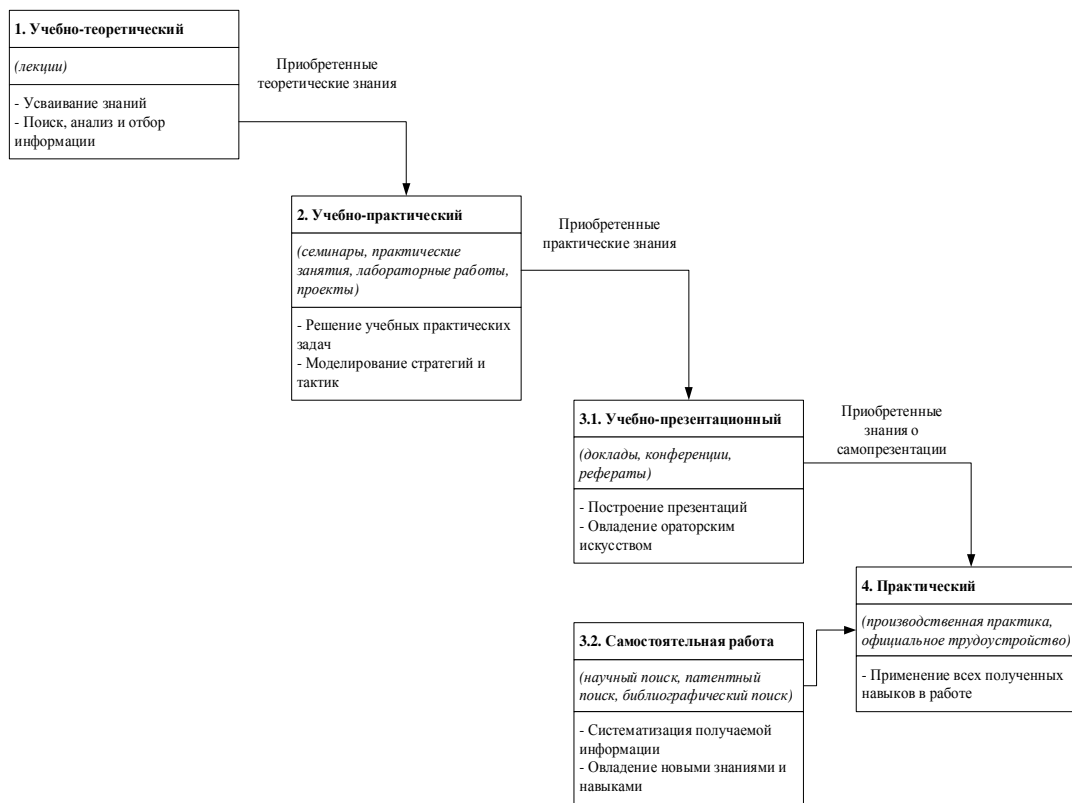 1. Учебно-теоретический
(лекции)
- Усваивание знаний
- Поиск, анализ и отбор
информации
Приобретенные
теоретические знания
2. Учебно-практический
(семинары, практические
занятия, лабораторные работы,
проекты)
- Решение учебных практических
задач
- Моделирование стратегий и
тактик
Приобретенные
практические знания
3.1. Учебно-презентационный
(доклады, конференции,
рефераты)
- Построение презентаций
- Овладение ораторским
искусством
Приобретенные
знания о
самопрезентации
3.2. Самостоятельная работа
(научный поиск, патентный
поиск, библиографический поиск)
- Систематизация получаемой
информации
- Овладение новыми знаниями и
навыками
4. Практический
(производственная практика,
официальное трудоустройство)
- Применение всех полученных
навыков в работе